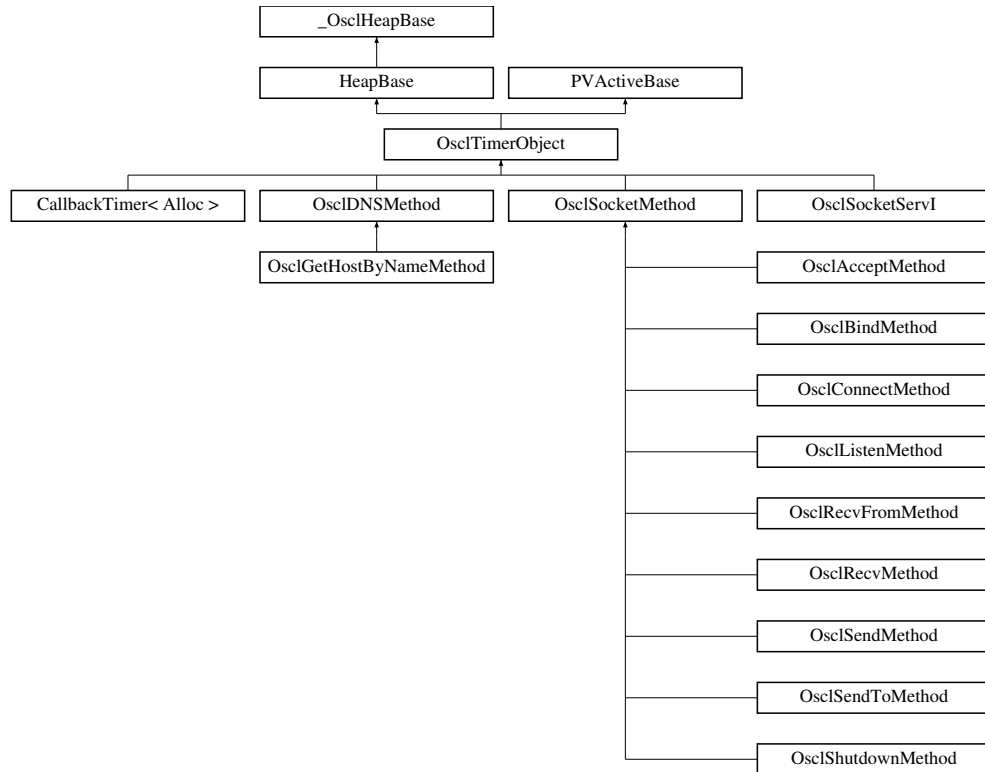 _OsclHeapBase
HeapBase
PVActiveBase
OsclTimerObject
CallbackTimer< Alloc >
OsclDNSMethod
OsclSocketMethod
OsclSocketServI
OsclGetHostByNameMethod
OsclAcceptMethod
OsclBindMethod
OsclConnectMethod
OsclListenMethod
OsclRecvFromMethod
OsclRecvMethod
OsclSendMethod
OsclSendToMethod
OsclShutdownMethod